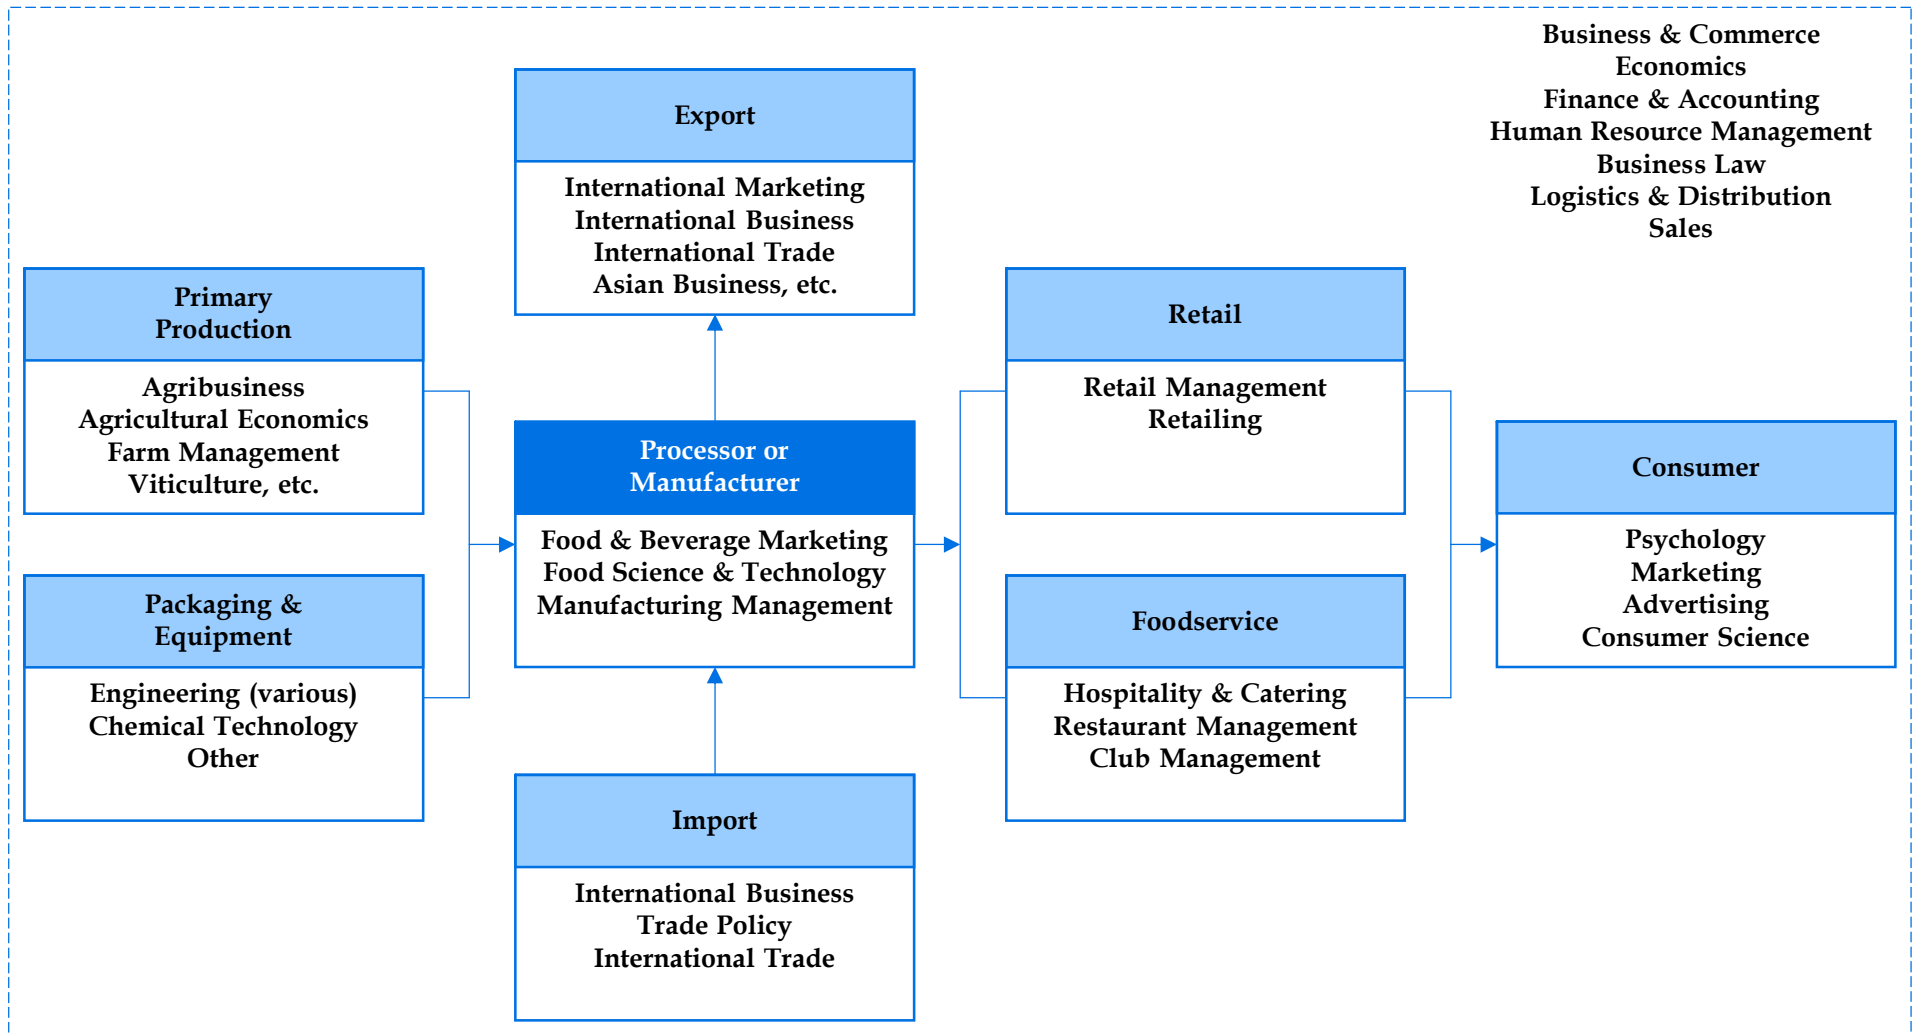 Business & Commerce
Economics
Finance & Accounting
Human Resource Management
Business Law
Logistics & Distribution
Sales
Export
International Marketing
International Business
International Trade
Asian Business, etc.
Primary
Production
Agribusiness
Agricultural Economics
Farm Management
Viticulture, etc.
Packaging &
Equipment
Engineering (various)
Chemical Technology
Other
Processor or
Manufacturer
Food & Beverage Marketing
Food Science & Technology
Manufacturing Management
Import
International Business
Trade Policy
International Trade
Retail
Retail Management
Retailing
Foodservice
Hospitality & Catering
Restaurant Management
Club Management
Consumer
Psychology
Marketing
Advertising
Consumer Science